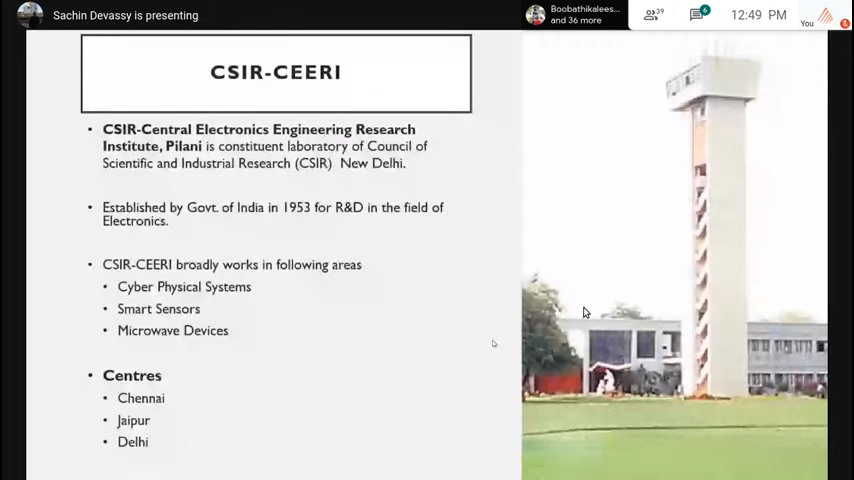 Sachin Devassy is presenting
Boobathikalees...
and 36 more
39
6
12:49 PM
You
CSIR-CEERI
• CSIR-Central Electronics Engineering Research
Institute, Pilani is constituent laboratory of Council of
Scientific and Industrial Research (CSIR) New Delhi.
• Established by Govt. of India in 1953 for R&D in the field of
Electronics.
• CSIR-CEERI broadly works in following areas
• Cyber Physical Systems
• Smart Sensors
• Microwave Devices
• Centres
• Chennai
• Jaipur
• Delhi